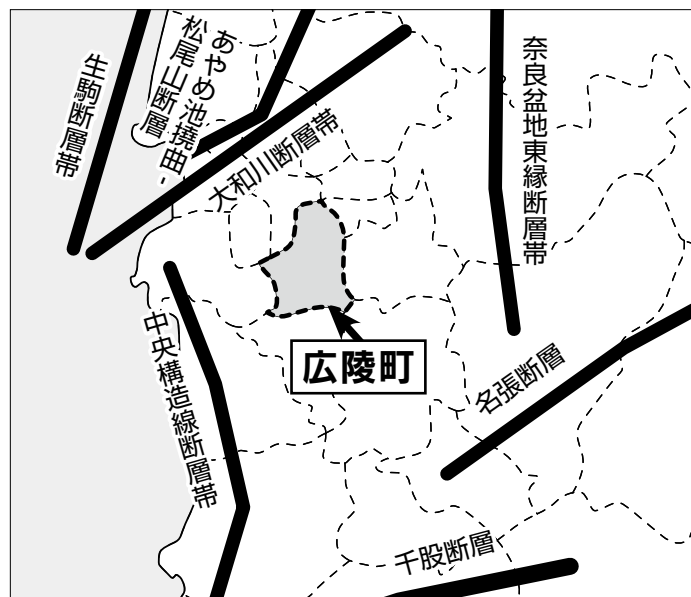 生駒断層帯
あやめ池撓曲-
松尾山断層
大和川断層帯
奈良盆地東縁断層帯
中央構造線断層帯
広陵町
名張断層
千股断層